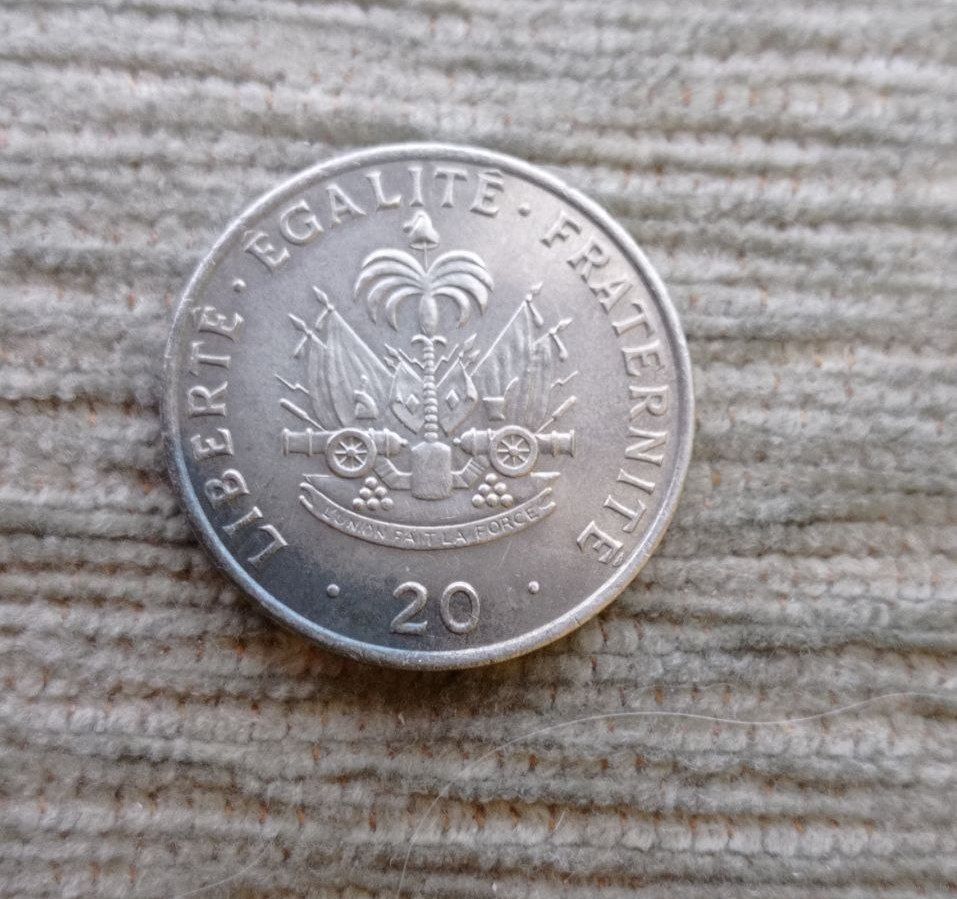 LIBERTÉ · ÉGALITÉ · FRATERNITÉ
L'UNION FAIT LA FORCE
· 20 ·